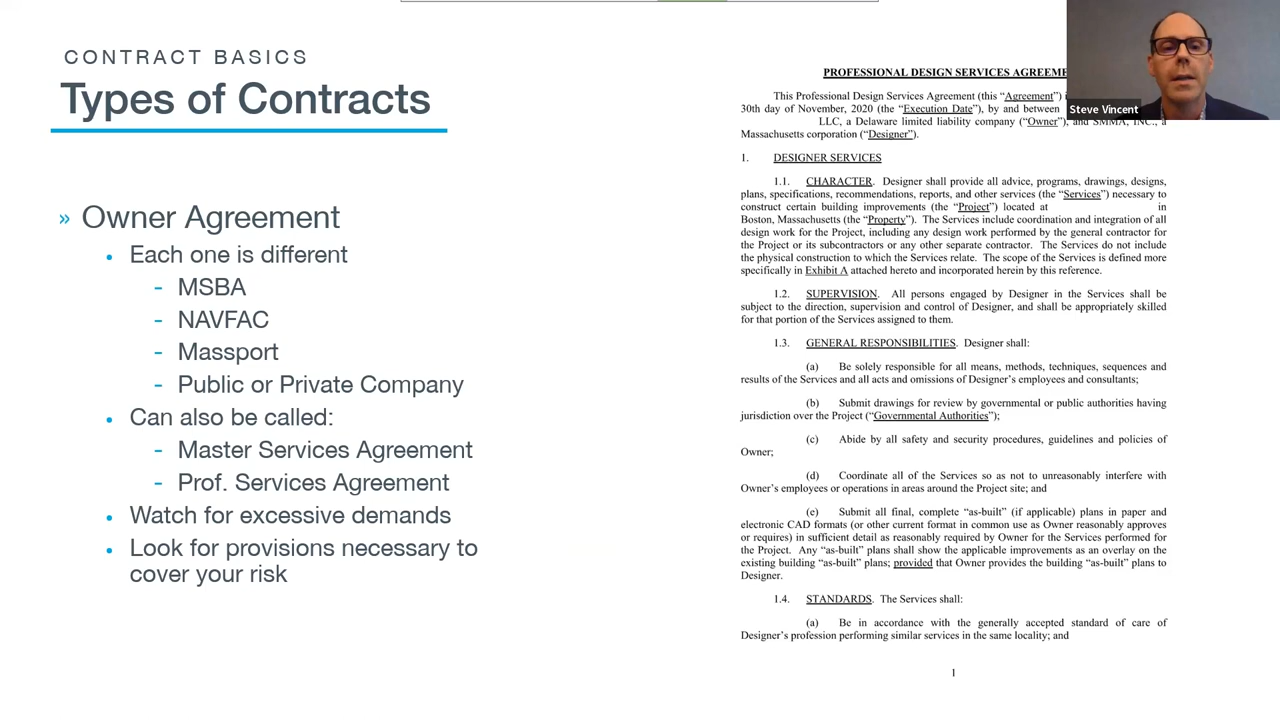 CONTRACT BASICS
Types of Contracts
» Owner Agreement
• Each one is different
- MSBA
- NAVFAC
- Massport
- Public or Private Company
• Can also be called:
- Master Services Agreement
- Prof. Services Agreement
• Watch for excessive demands
• Look for provisions necessary to
cover your risk
PROFESSIONAL DESIGN SERVICES
This Professional Design Services Agreement (this “Agreement”)
30th day of November, 2020 (the “Execution Date”), by and between
LLC, a Delaware limited liability company (“Owner”), and SMMA, INC., a
Massachusetts corporation (“Designer”).
1. DESIGNER SERVICES
1.1. CHARACTER. Designer shall provide all advice, programs, drawings, designs,
plans, specifications, recommendations, reports, and other services (the “Services”) necessary to
construct certain building improvements (the “Project”) located at in
Boston, Massachusetts (the “Property”). The Services include coordination and integration of all
design work for the Project, including any design work performed by the general contractor for
the Project or its subcontractors or any other separate contractor. The Services do not include
the physical construction to which the Services relate. The scope of the Services is defined more
specifically in Exhibit A attached hereto and incorporated herein by this reference.
1.2. SUPERVISION. All persons engaged by Designer in the Services shall be
subject to the direction, supervision and control of Designer, and shall be appropriately skilled
for that portion of the Services assigned to them.
1.3. GENERAL RESPONSIBILITIES. Designer shall:
(a) Be solely responsible for all means, methods, techniques, sequences and
results of the Services and all acts and omissions of Designer’s employees and consultants;
(b) Submit drawings for review by governmental or public authorities having
jurisdiction over the Project (“Governmental Authorities”);
(c) Abide by all safety and security procedures, guidelines and policies of
Owner;
(d) Coordinate all of the Services so as not to unreasonably interfere with
Owner’s employees or operations in areas around the Project site; and
(e) Submit all final, complete “as-built” (if applicable) plans in paper and
electronic CAD formats (or other current format in common use as Owner reasonably approves
or requires) in sufficient detail as reasonably required by Owner for the Services performed for
the Project. Any “as-built” plans shall show the applicable improvements as an overlay on the
existing building “as-built” plans; provided that Owner provides the building “as-built” plans to
Designer.
1.4. STANDARDS. The Services shall:
(a) Be in accordance with the generally accepted standard of care of
Designer’s profession performing similar services in the same locality; and
1
Steve Vincent